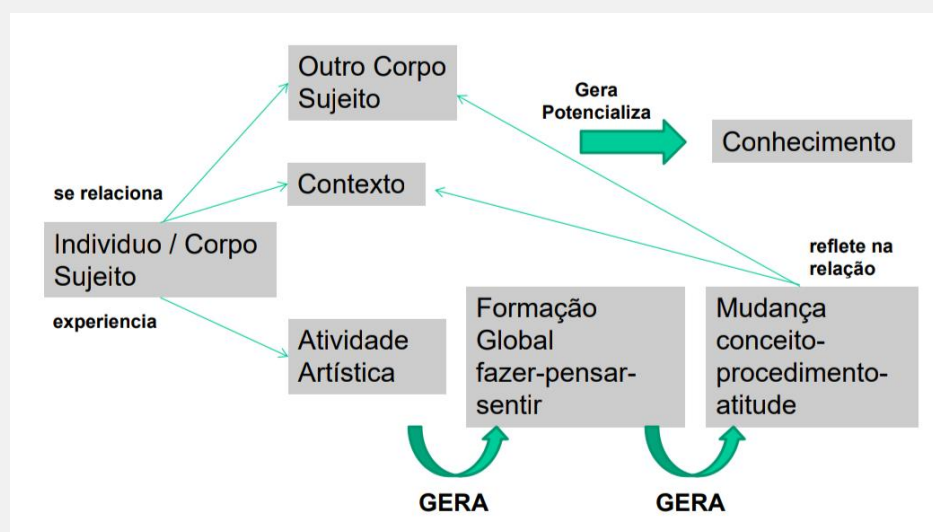 Outro Corpo
Sujeito
Gera
Potencializa
Conhecimento
Contexto
se relaciona
Individuo / Corpo
Sujeito
reflete na
relação
experiencia
Atividade
Artística
Formação
Global
fazer-pensar-
sentir
Mudança
conceito-
procedimento-
atitude
GERA
GERA